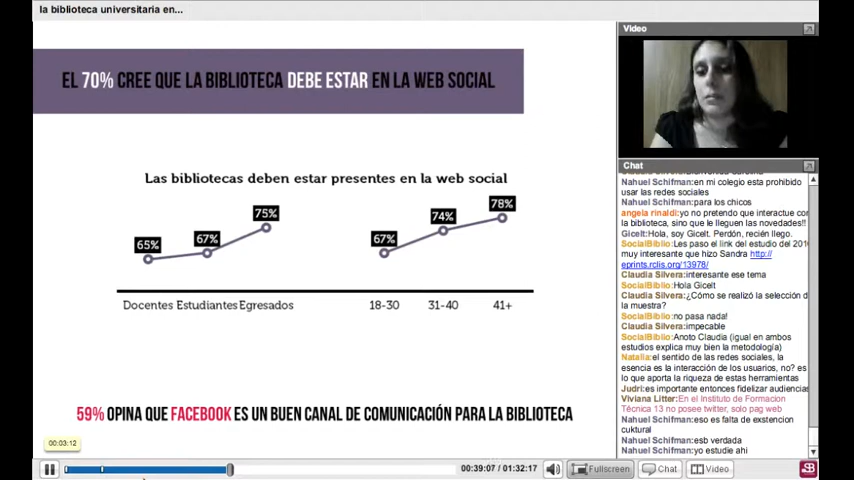 la biblioteca universitaria en...
EL 70% CREE QUE LA BIBLIOTECA DEBE ESTAR EN LA WEB SOCIAL
Las bibliotecas deben estar presentes en la web social
65% 67% 75% 67% 74% 78%
Docentes Estudiantes Egresados 18-30 31-40 41+
59% OPINA QUE FACEBOOK ES UN BUEN CANAL DE COMUNICACIÓN PARA LA BIBLIOTECA
00:03:12
00:39:07 / 01:32:17
Fullscreen
Chat
Video
SB
Video
Chat
Nahuel Schifman:en mi colegio esta prohibido
usar las redes sociales
Nahuel Schifman:para los chicos
angela rinaldi:yo no pretendo que interactue con
la biblioteca, sino que le lleguen las novedades!!
Gicelt:Hola, soy Gicelt. Perdón, recién llego.
SocialBiblio:Les paso el link del estudio del 201
muy interesante que hizo Sandra http://
eprints.rclis.org/13978/
Claudia Silvera:interesante ese tema
SocialBiblio:Hola Gicelt
Claudia Silvera:¿Cómo se realizó la selección d
la muestra?
SocialBiblio:no pasa nada!
Claudia Silvera:impecable
SocialBiblio:Anoto Claudia (igual en ambos
estudios explica muy bien la metodología)
Natalia:el sentido de las redes sociales, la
esencia es la interacción de los usuarios, no? es
lo que aporta la riqueza de estas herramientas
Judri:es importante entonces fidelizar audiencias
Viviana Litter:En el Instituto de Formacion
Técnica 13 no posee twitter, solo pag web
Nahuel Schifman:eso es falta de exstencion
cuktural
Nahuel Schifman:esb verdada
Nahuel Schifman:yo estudie ahi